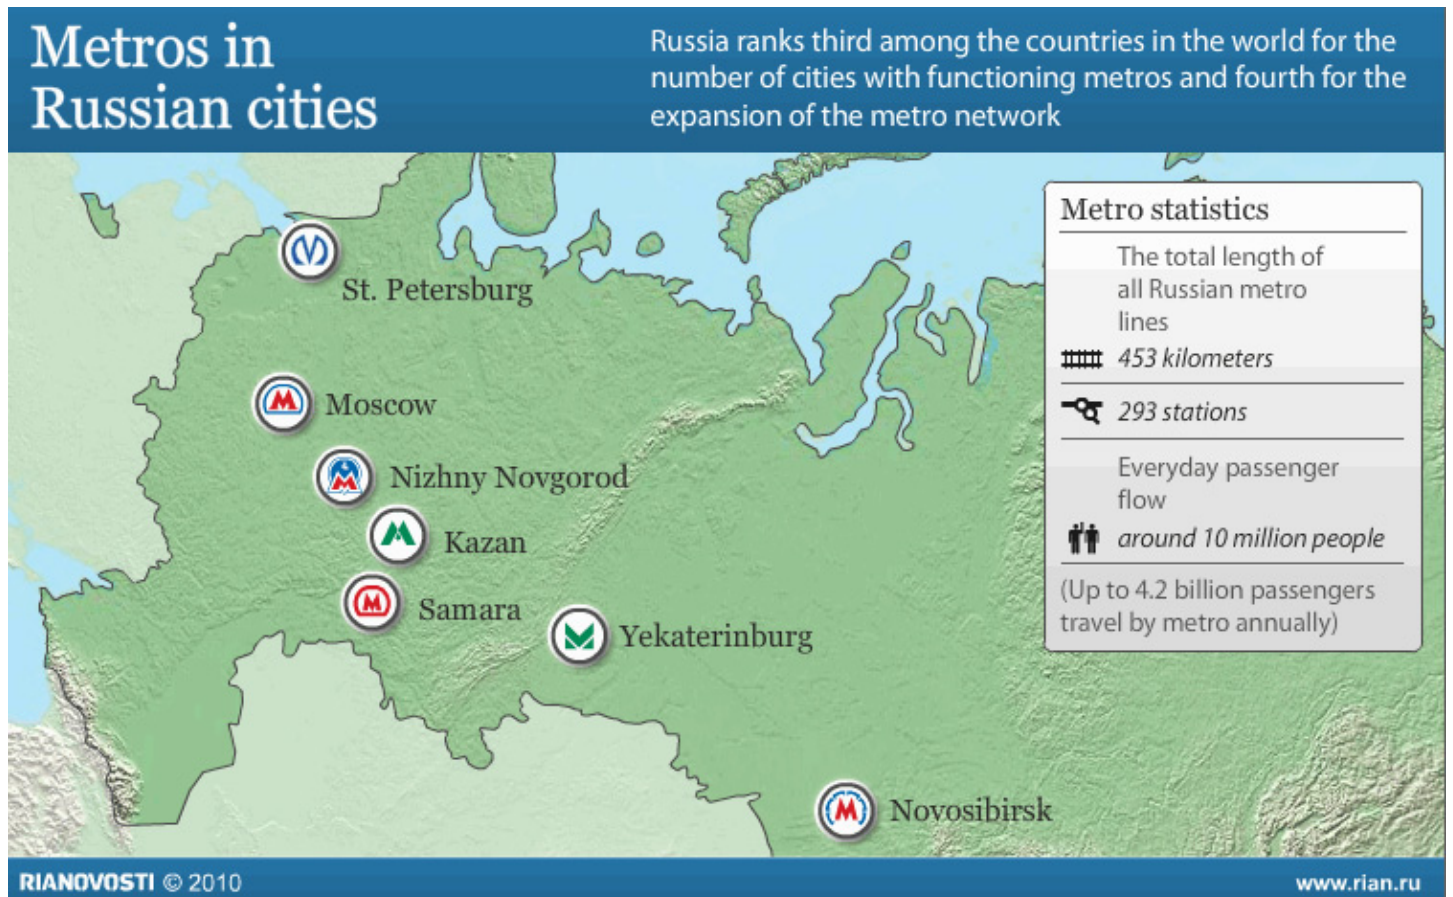 Metros in
Russian cities
Russia ranks third among the countries in the world for the
number of cities with functioning metros and fourth for the
expansion of the metro network
Metro statistics
The total length of
all Russian metro
lines
453 kilometers
293 stations
Everyday passenger
flow
around 10 million people
(Up to 4.2 billion passengers
travel by metro annually)
St. Petersburg
M Moscow
M Nizhny Novgorod
Kazan
M Samara
Yekaterinburg
M Novosibirsk
RIANOVOSTI © 2010
www.rian.ru